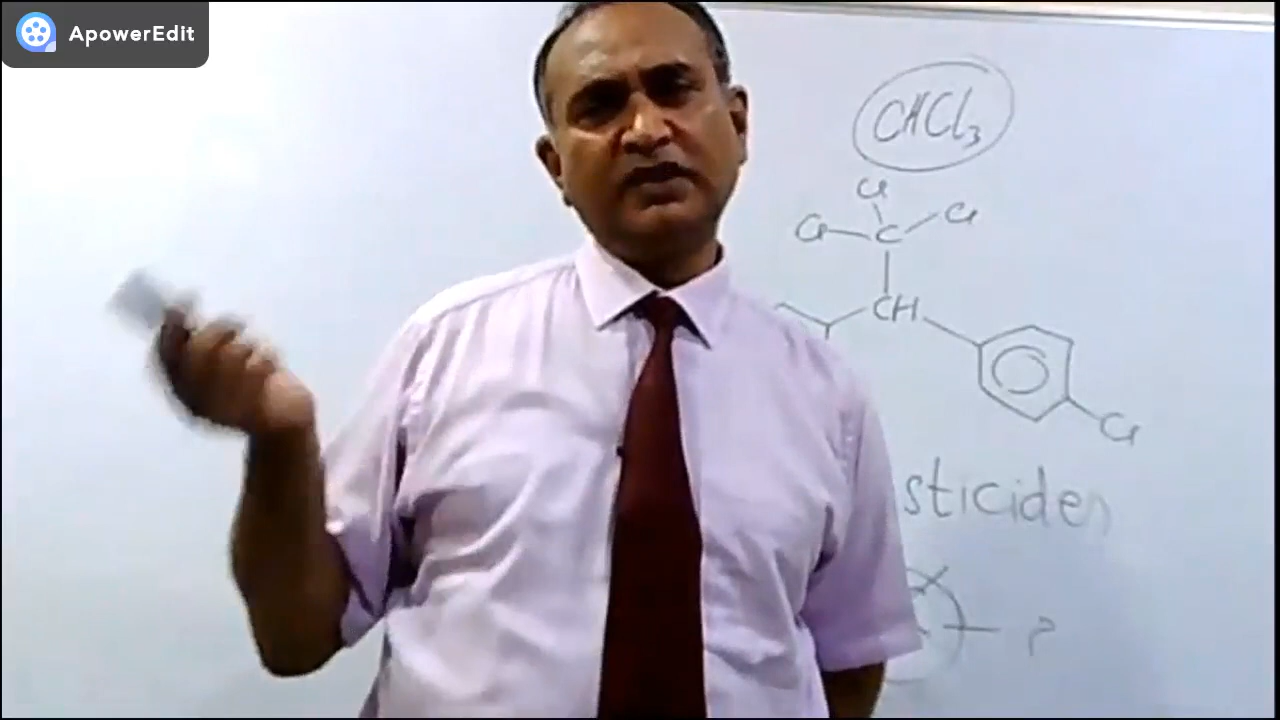 ApowerEdit
CHCl₃
Cl
Cl C Cl
CH
Cl
sticides